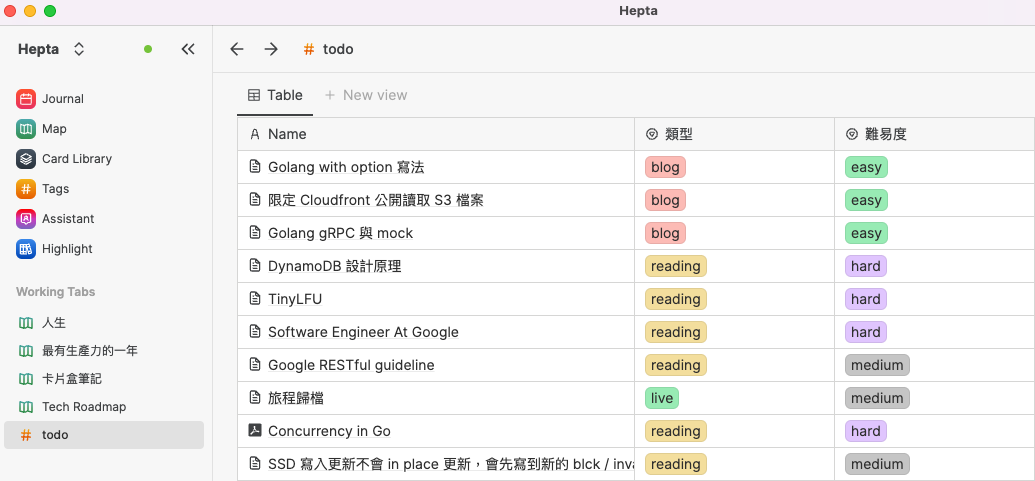 Hepta
Hepta
# todo
Journal
Map
Card Library
Tags
Assistant
Highlight
Working Tabs
人生
最有生產力的一年
卡片盒筆記
Tech Roadmap
# todo
Table + New view
Name 類型 難易度
Golang with option 寫法 blog easy
限定 Cloudfront 公開讀取 S3 檔案 blog easy
Golang gRPC 與 mock blog easy
DynamoDB 設計原理 reading hard
TinyLFU reading hard
Software Engineer At Google reading hard
Google RESTful guideline reading medium
旅程歸檔 live medium
Concurrency in Go reading hard
SSD 寫入更新不會 in place 更新，會先寫到新的 blck / inva reading medium